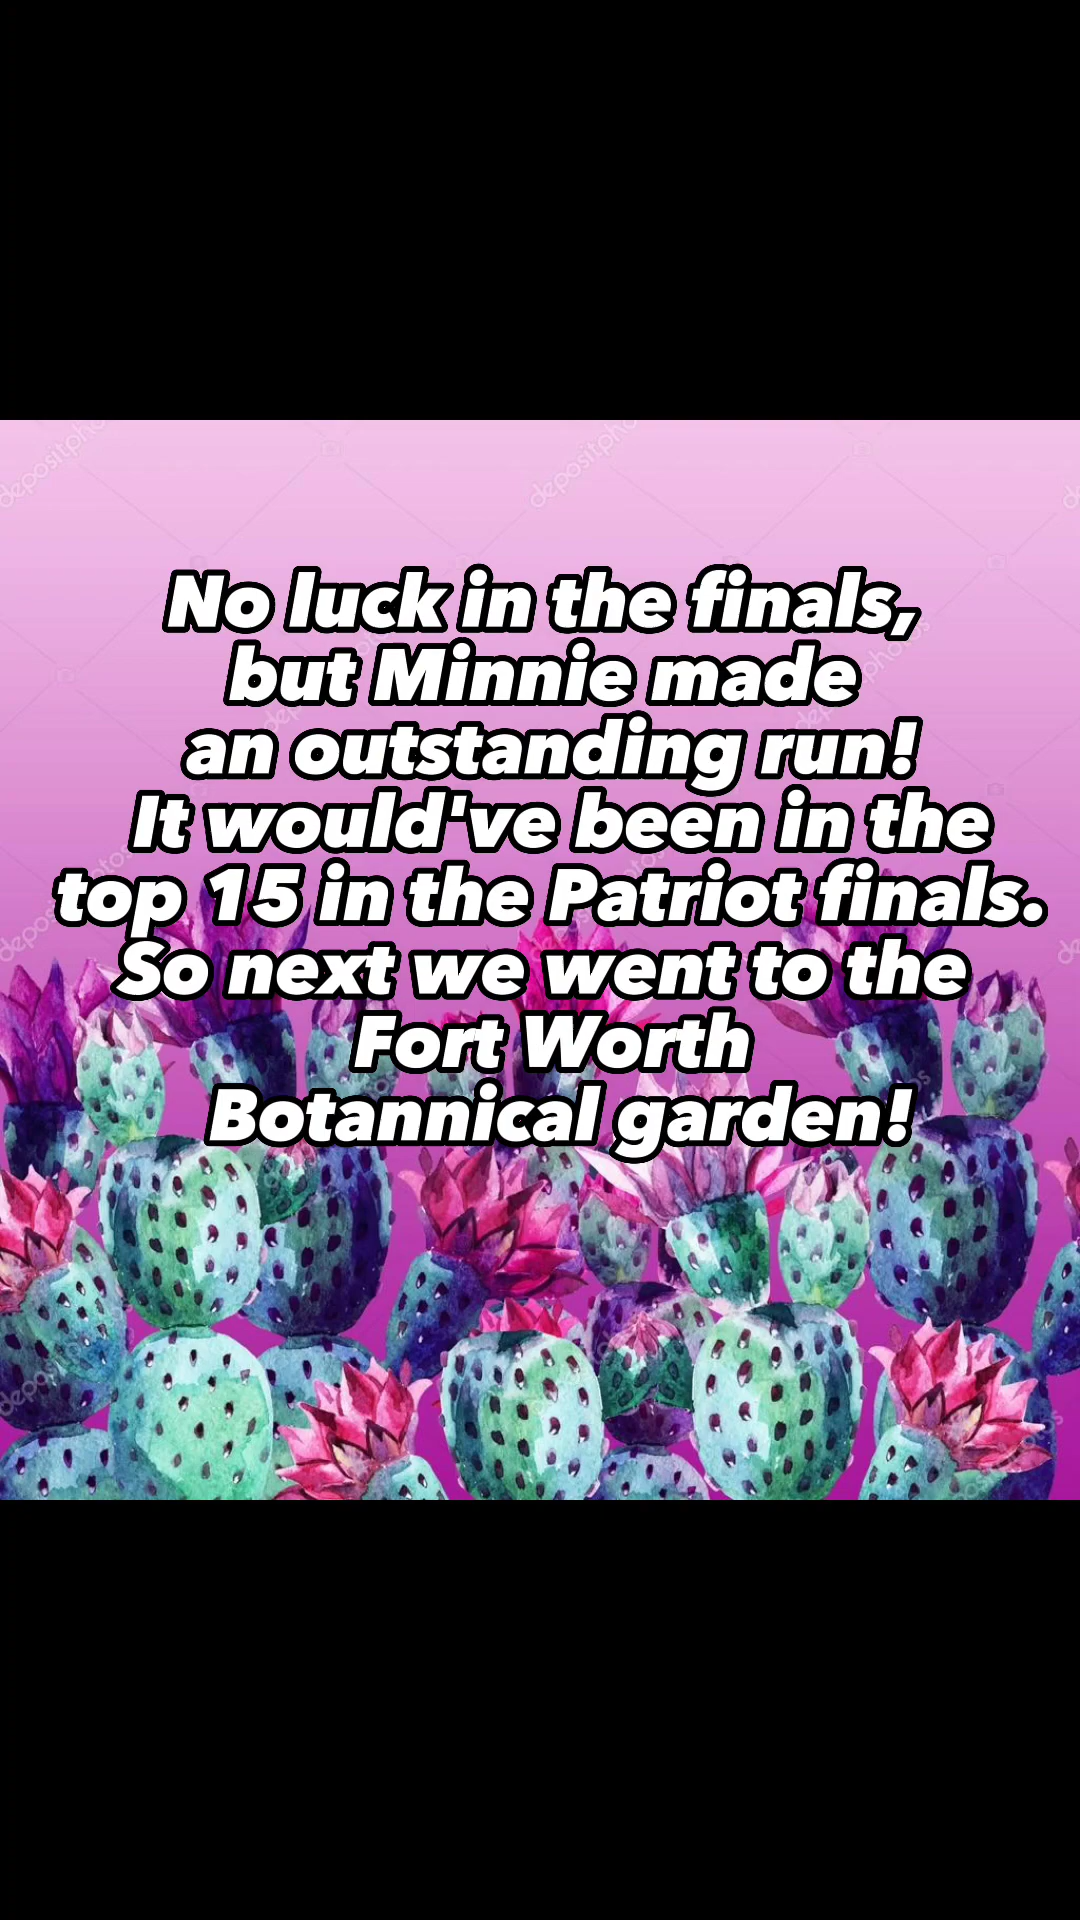 No luck in the finals,
but Minnie made
an outstanding run!
It would've been in the
top 15 in the Patriot finals.
So next we went to the
Fort Worth
Botannical garden!
depositphotos